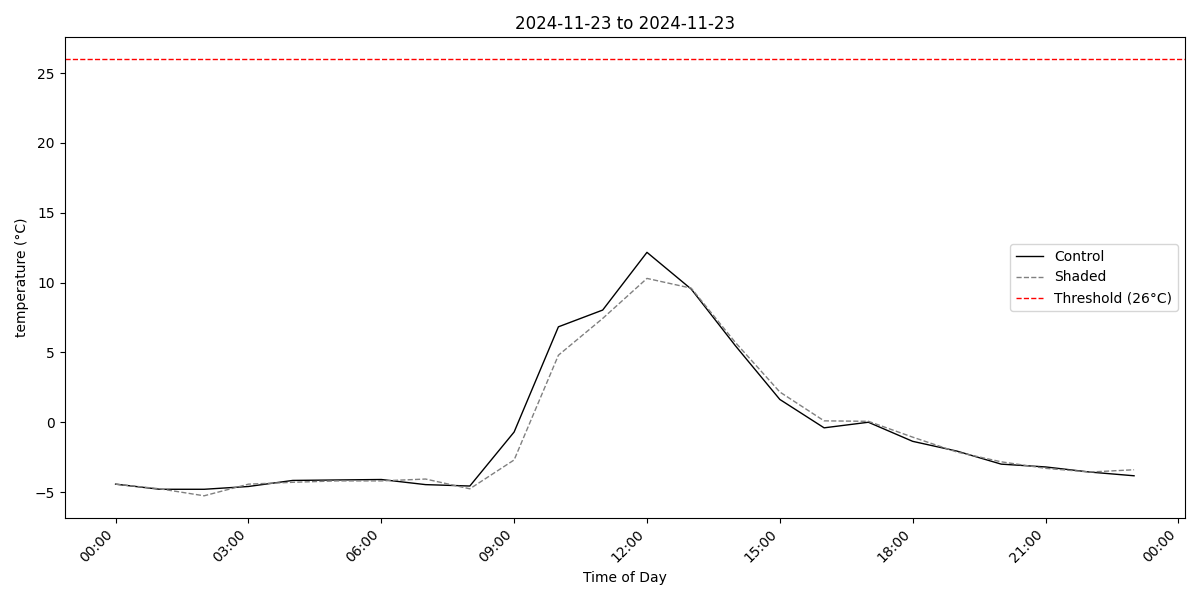 2024-11-23 to 2024-11-23
temperature (°C)
25
20
15
10
5
0
−5
Control
Shaded
Threshold (26°C)
00:00
03:00
06:00
09:00
12:00
15:00
18:00
21:00
00:00
Time of Day